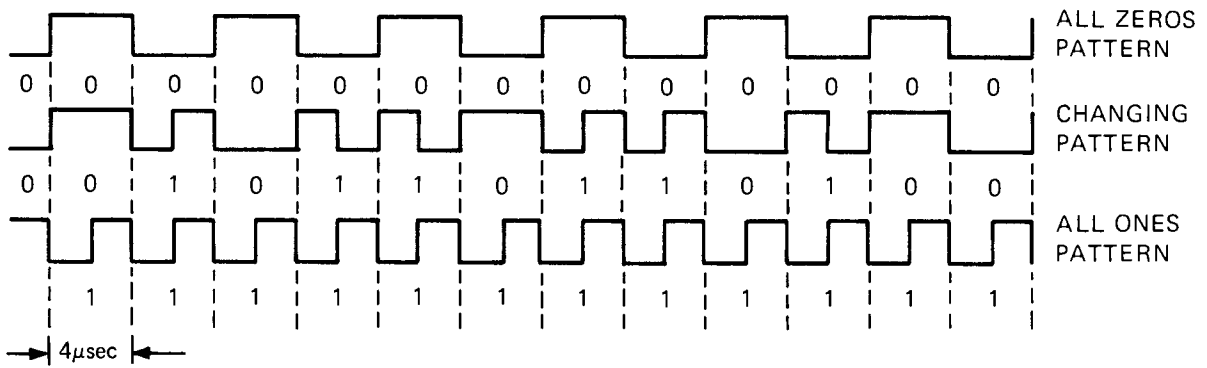 ALL ZEROS
PATTERN
0 0 0 0 0 0 0 0 0 0 0 0 0
CHANGING
PATTERN
0 0 1 0 1 1 0 1 1 0 1 0 0
ALL ONES
PATTERN
1 1 1 1 1 1 1 1 1 1 1 1
4μsec